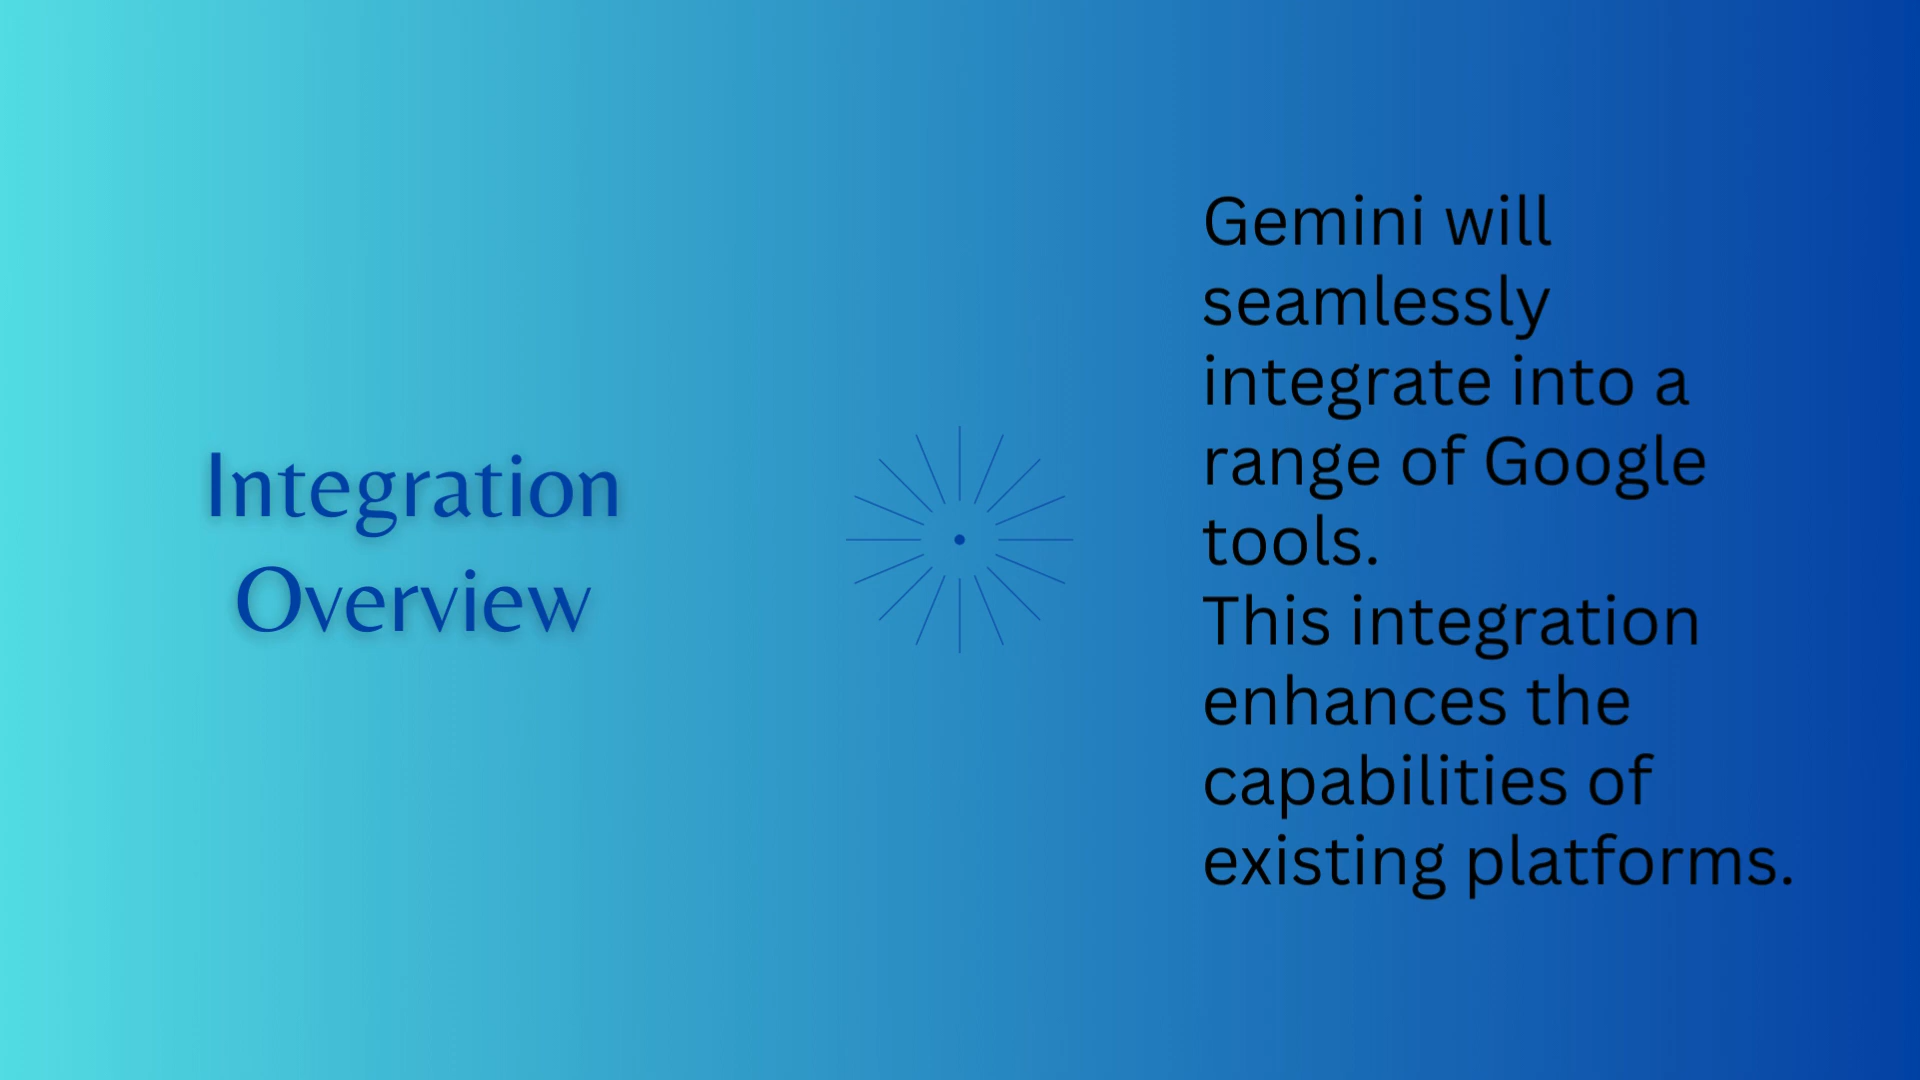 Integration
Overview
Gemini will
seamlessly
integrate into a
range of Google
tools.
This integration
enhances the
capabilities of
existing platforms.